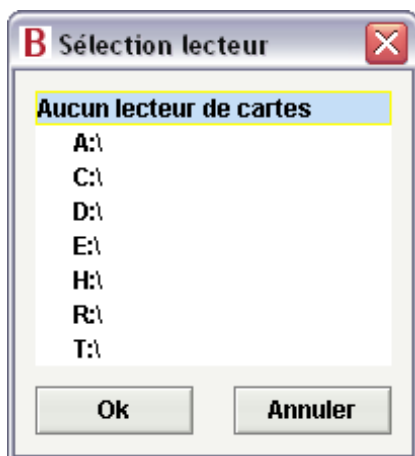 B Sélection lecteur
Aucun lecteur de cartes
A:\
C:\
D:\
E:\
H:\
R:\
T:\
Ok Annuler